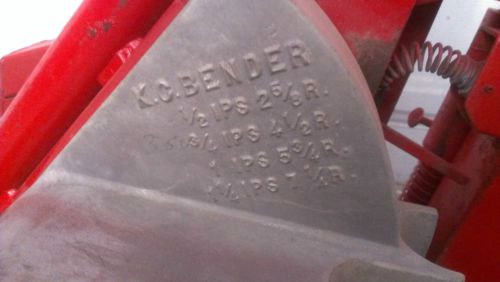 K.C.BENDER
1/2 IPS 2 5/8 R.
3/4 IPS 4 1/2 R.
1 IPS 5 3/4 R.
1 1/4 IPS 7 1/4 R.